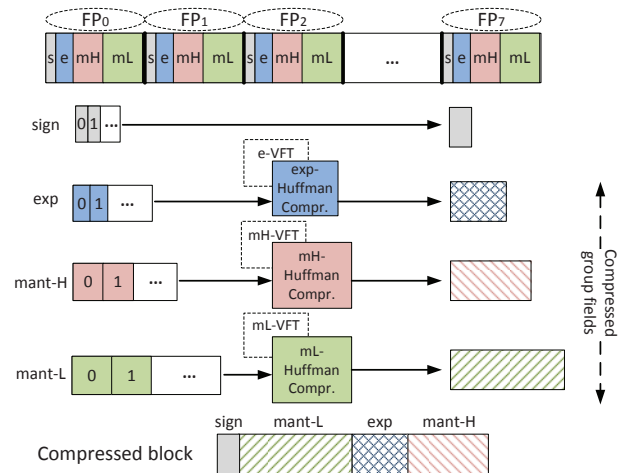 FP0 FP1 FP2 FP7
s e mH mL s e mH mL s e mH mL ... s e mH mL
sign 0 1 ...
e-VFT
exp 0 1 ... exp-
Huffman
Compr.
mH-VFT
mant-H 0 1 ... mH-
Huffman
Compr.
mL-VFT
mant-L 0 1 ... mL-
Huffman
Compr.
Compressed
group fields
sign mant-L exp mant-H
Compressed block